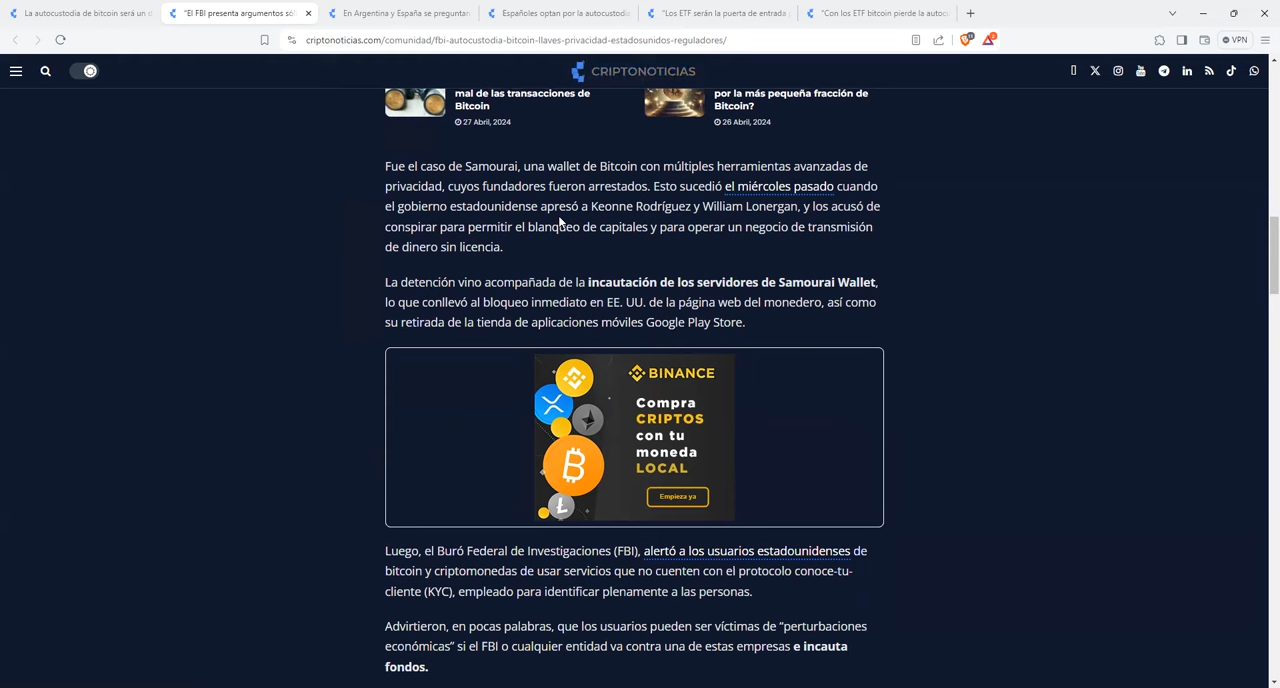 La autocustodia de bitcoin será un d
"El FBI presenta argumentos sóli
En Argentina y España se preguntan
Españoles optan por la autocustodia
"Los ETF serán la puerta de entrada
"Con los ETF bitcoin pierde la autoc
criptonoticias.com/comunidad/fbi-autocustodia-bitcoin-llaves-privacidad-estadosunidos-reguladores/
VPN
CRIPTONOTICIAS
mal de las transacciones de
Bitcoin
27 Abril, 2024
por la más pequeña fracción de
Bitcoin?
26 Abril, 2024
Fue el caso de Samourai, una wallet de Bitcoin con múltiples herramientas avanzadas de
privacidad, cuyos fundadores fueron arrestados. Esto sucedió el miércoles pasado cuando
el gobierno estadounidense apresó a Keonne Rodríguez y William Lonergan, y los acusó de
conspirar para permitir el blanqueo de capitales y para operar un negocio de transmisión
de dinero sin licencia.
La detención vino acompañada de la incautación de los servidores de Samourai Wallet,
lo que conllevó al bloqueo inmediato en EE. UU. de la página web del monedero, así como
su retirada de la tienda de aplicaciones móviles Google Play Store.
BINANCE
Compra
CRIPTOS
con tu
moneda
LOCAL
Empieza ya
Luego, el Buró Federal de Investigaciones (FBI), alertó a los usuarios estadounidenses de
bitcoin y criptomonedas de usar servicios que no cuenten con el protocolo conoce-tu-
cliente (KYC), empleado para identificar plenamente a las personas.
Advirtieron, en pocas palabras, que los usuarios pueden ser víctimas de "perturbaciones
económicas" si el FBI o cualquier entidad va contra una de estas empresas e incauta
fondos.